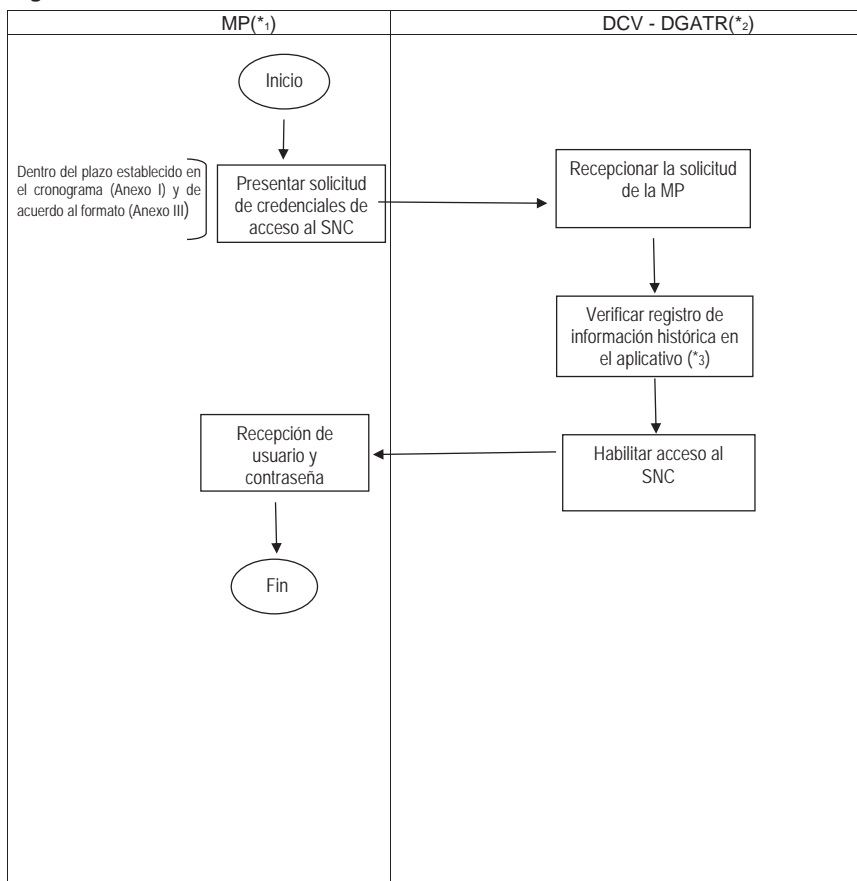 MP(*1)
DCV - DGATR(*2)
Inicio
Dentro del plazo establecido en
el cronograma (Anexo I) y de
acuerdo al formato (Anexo III)
Presentar solicitud
de credenciales de
acceso al SNC
Recepcionar la solicitud
de la MP
Verificar registro de
información histórica en
el aplicativo (*3)
Habilitar acceso al
SNC
Recepción de
usuario y
contraseña
Fin